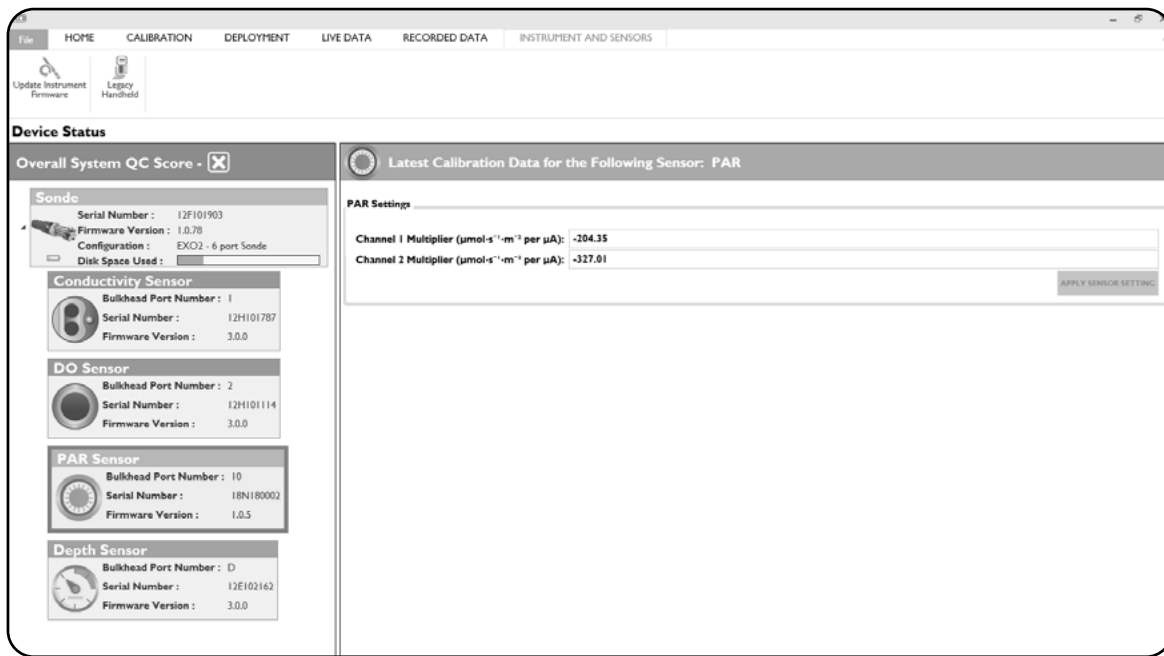 File HOME CALIBRATION DEPLOYMENT LIVE DATA RECORDED DATA INSTRUMENT AND SENSORS
Update Instrument
Firmware
Legacy
Handheld
Device Status
Overall System QC Score - X
Sonde
Serial Number : 12F101903
Firmware Version : 1.0.78
Configuration : EXO2 - 6 port Sonde
Disk Space Used :
Conductivity Sensor
Bulkhead Port Number : 1
Serial Number : 12H101787
Firmware Version : 3.0.0
DO Sensor
Bulkhead Port Number : 2
Serial Number : 12H101114
Firmware Version : 3.0.0
PAR Sensor
Bulkhead Port Number : 10
Serial Number : 18N180002
Firmware Version : 1.0.5
Depth Sensor
Bulkhead Port Number : D
Serial Number : 12E102162
Firmware Version : 3.0.0
Latest Calibration Data for the Following Sensor: PAR
PAR Settings
Channel 1 Multiplier (µmol·s⁻¹·m⁻² per µA): -204.35
Channel 2 Multiplier (µmol·s⁻¹·m⁻² per µA): -327.01
APPLY SENSOR SETTING